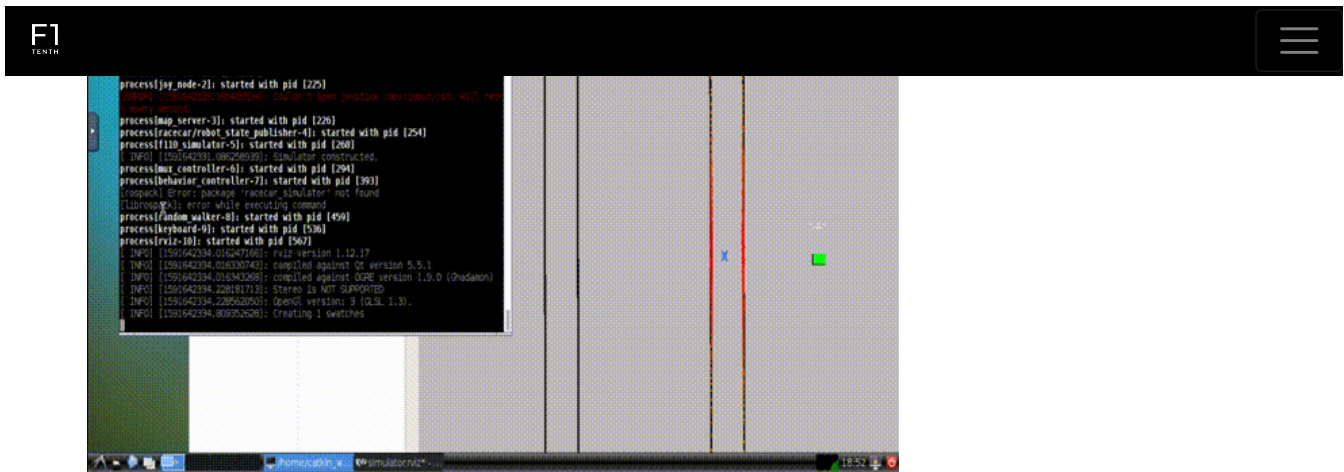 F1
TENTH
process[joy_node-2]: started with pid [225]
process[map_server-3]: started with pid [226]
process[racecar/robot_state_publisher-4]: started with pid [254]
process[f110_simulator-5]: started with pid [260]
[ INFO] [1591642331.086258939]: Simulator constructed.
process[mux_controller-6]: started with pid [294]
process[behavior_controller-7]: started with pid [393]
[rospack] Error: package 'racecar_simulator' not found
[librospack]: error while executing command
process[random_walker-8]: started with pid [459]
process[keyboard-9]: started with pid [536]
process[rviz-10]: started with pid [567]
[ INFO] [1591642334.016247166]: rviz version 1.12.17
[ INFO] [1591642334.016330743]: compiled against Qt version 5.5.1
[ INFO] [1591642334.016343268]: compiled against OGRE version 1.9.0 (Ghadamon)
[ INFO] [1591642334.228181713]: Stereo is NOT SUPPORTED
[ INFO] [1591642334.228562050]: OpenGl version: 3 (GLSL 1.3).
[ INFO] [1591642334.809352628]: Creating 1 swatches
/home/catkin_w... simulator.rviz* -... 18:52